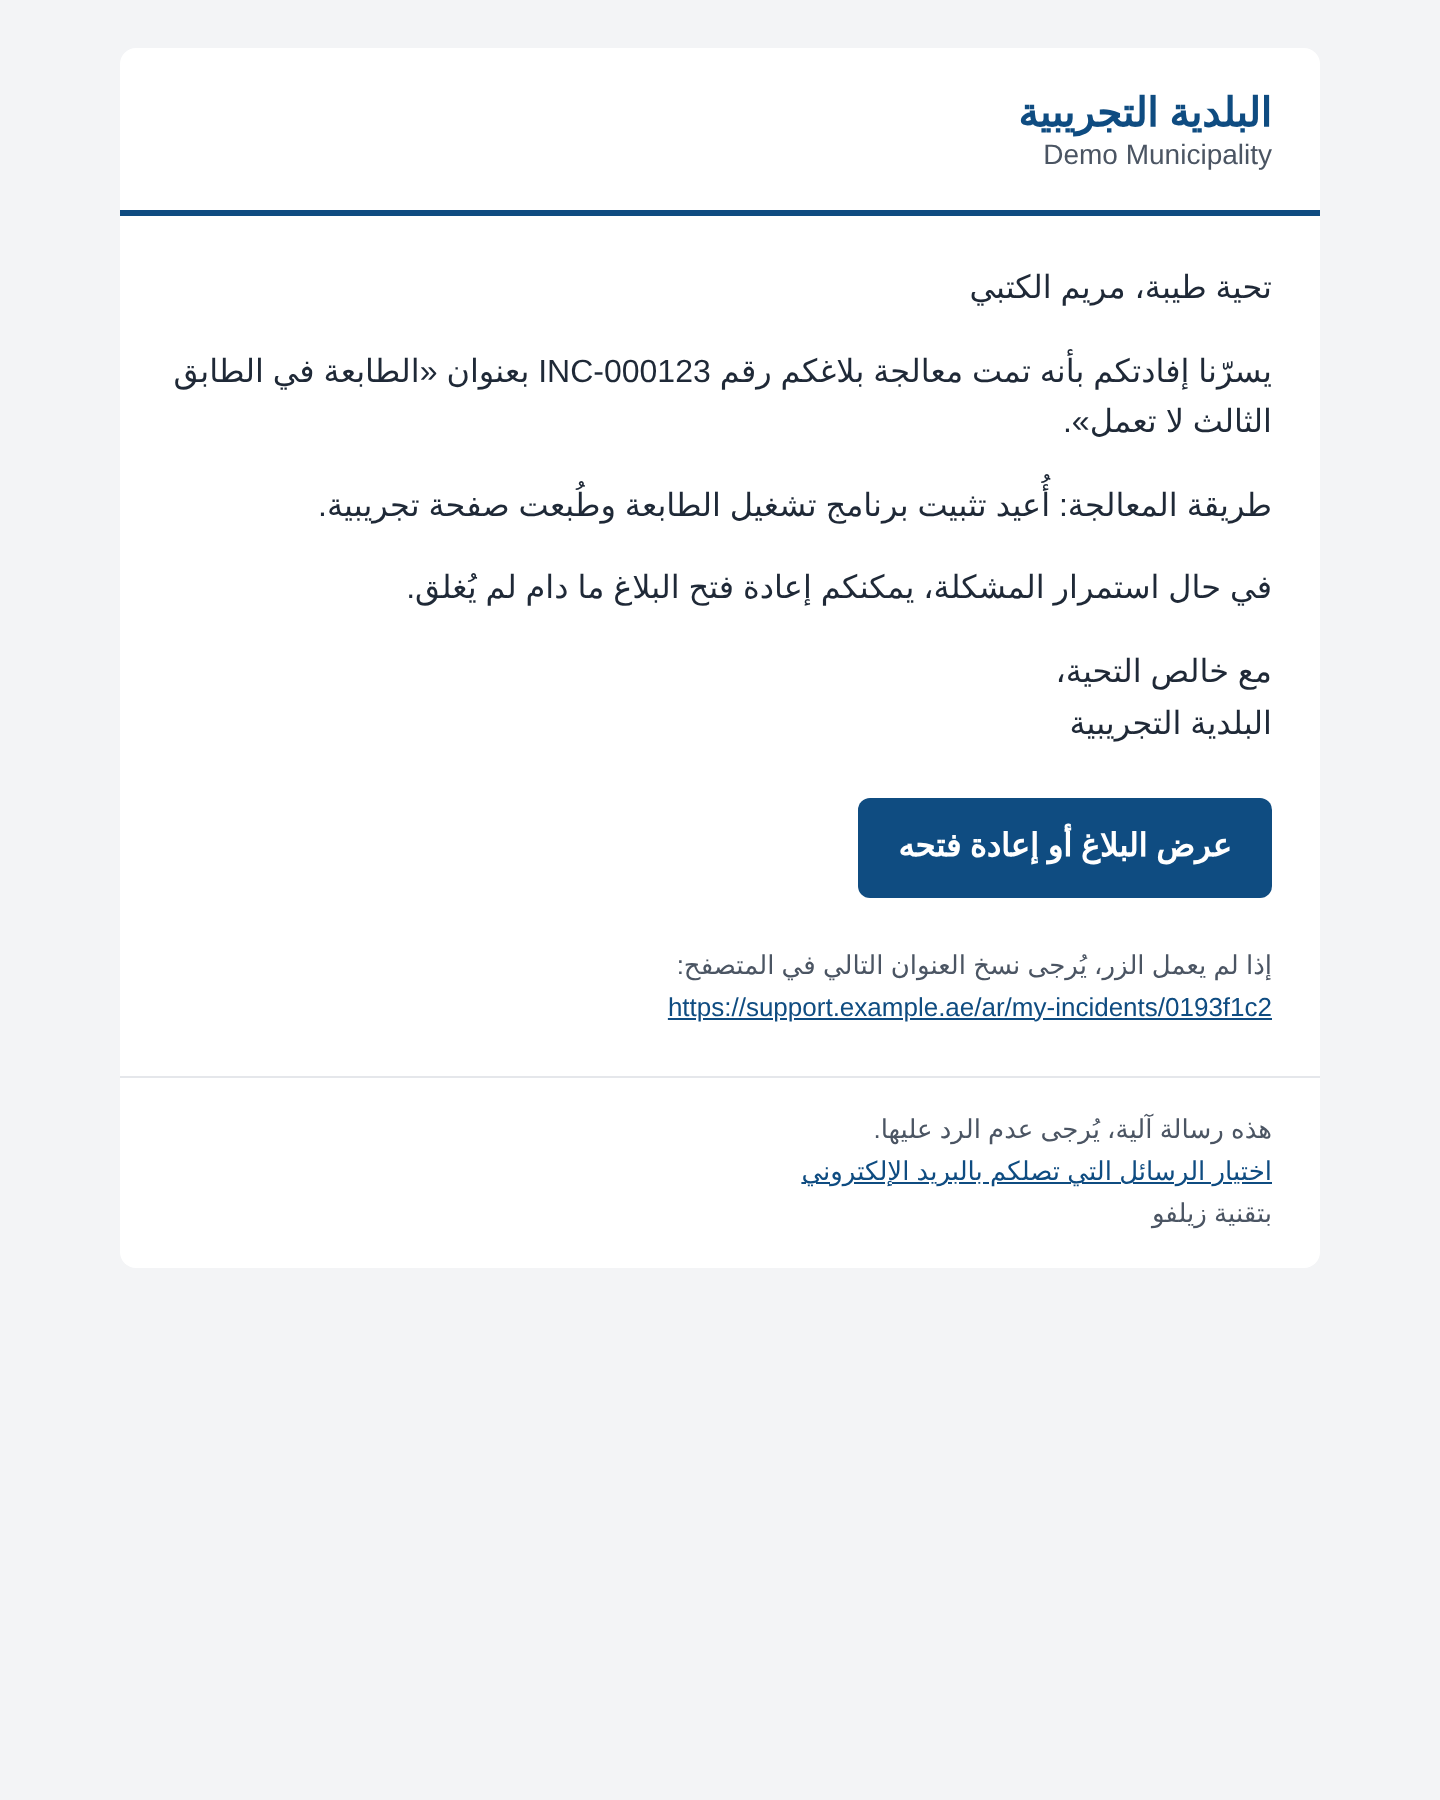 البلدية التجريبية
Demo Municipality
تحية طيبة، مريم الكتبي
يسرّنا إفادتكم بأنه تمت معالجة بلاغكم رقم INC-000123 بعنوان «الطابعة في الطابق
الثالث لا تعمل».
طريقة المعالجة: أُعيد تثبيت برنامج تشغيل الطابعة وطُبعت صفحة تجريبية.
في حال استمرار المشكلة، يمكنكم إعادة فتح البلاغ ما دام لم يُغلق.
مع خالص التحية،
البلدية التجريبية
عرض البلاغ أو إعادة فتحه
إذا لم يعمل الزر، يُرجى نسخ العنوان التالي في المتصفح:
https://support.example.ae/ar/my-incidents/0193f1c2
هذه رسالة آلية، يُرجى عدم الرد عليها.
اختيار الرسائل التي تصلكم بالبريد الإلكتروني
بتقنية زيلفو